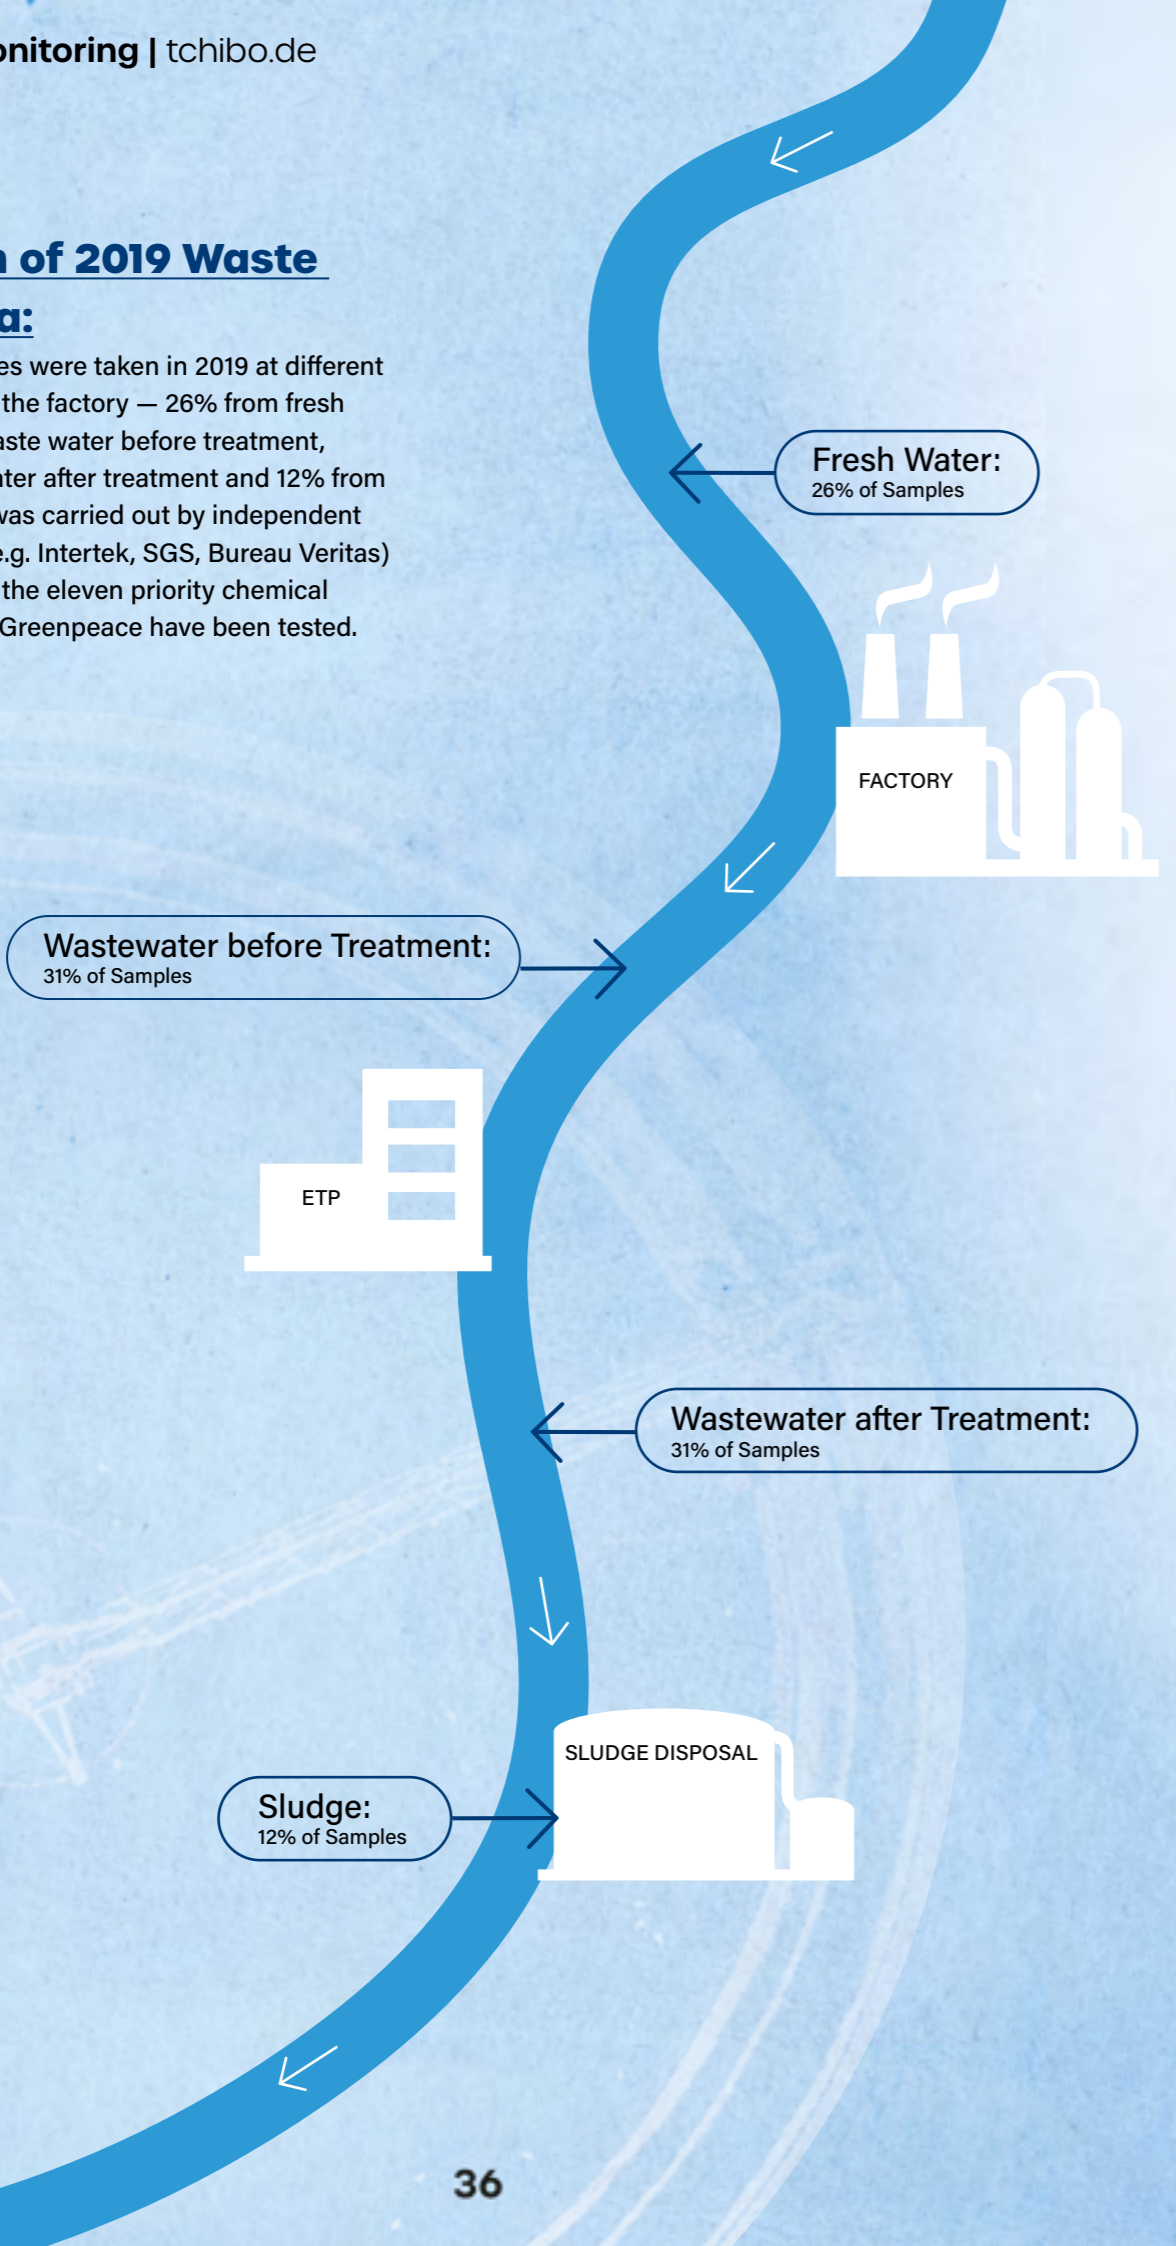 onitoring | tchibo.de
n of 2019 Waste
a:
es were taken in 2019 at different
the factory — 26% from fresh
aste water before treatment,
ter after treatment and 12% from
was carried out by independent
e.g. Intertek, SGS, Bureau Veritas)
the eleven priority chemical
Greenpeace have been tested.
Fresh Water:
26% of Samples
FACTORY
Wastewater before Treatment:
31% of Samples
ETP
Wastewater after Treatment:
31% of Samples
SLUDGE DISPOSAL
Sludge:
12% of Samples
36